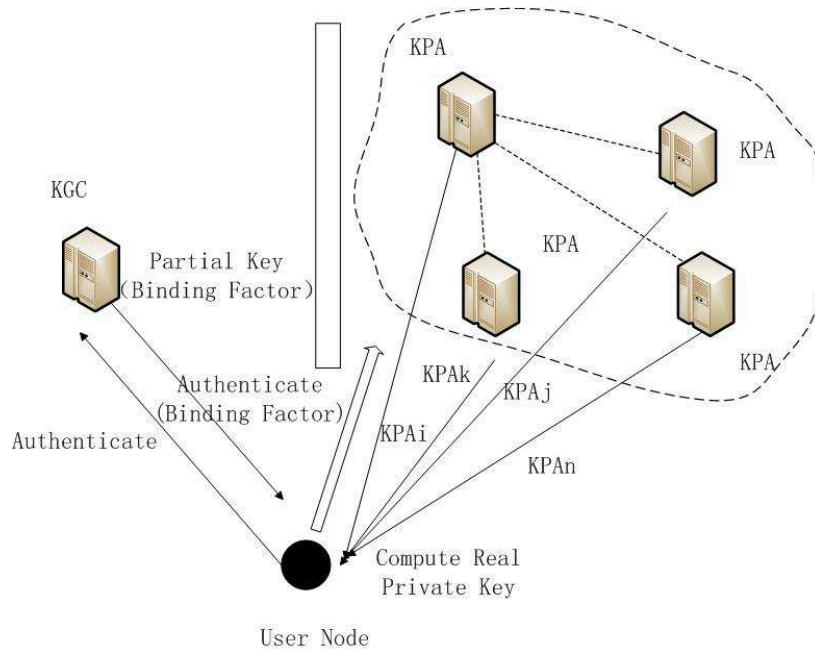 KPA
KPA
KGC
KPA
Partial Key
(Binding Factor)
KPA
KPAk
Authenticate
(Binding Factor)
KPAj
KPAi
Authenticate
KPAn
Compute Real
Private Key
User Node